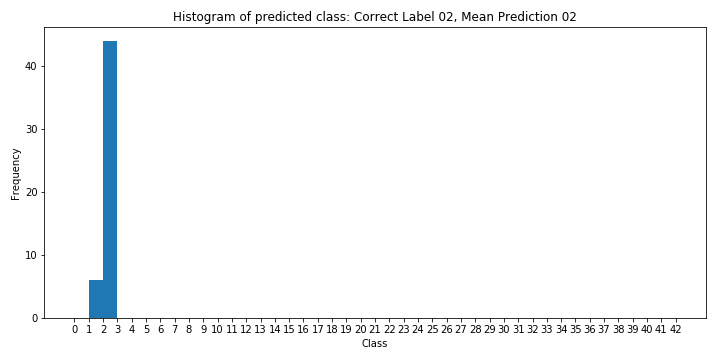 Histogram of predicted class: Correct Label 02, Mean Prediction 02
Frequency
40
30
20
10
0
0 1 2 3 4 5 6 7 8 9 10 11 12 13 14 15 16 17 18 19 20 21 22 23 24 25 26 27 28 29 30 31 32 33 34 35 36 37 38 39 40 41 42
Class